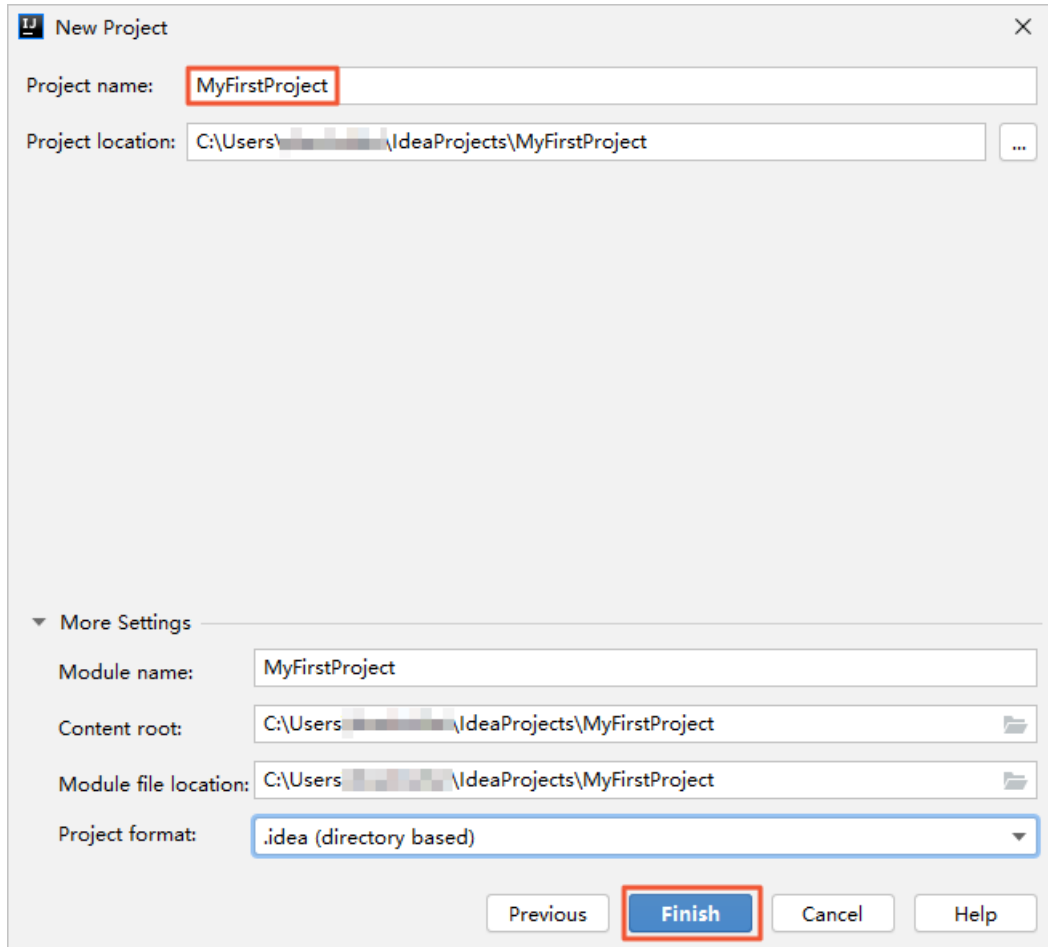 New Project
Project name: MyFirstProject
Project location: C:\Users\ \IdeaProjects\MyFirstProject ...
More Settings
Module name: MyFirstProject
Content root: C:\Users \IdeaProjects\MyFirstProject
Module file location: C:\Users \IdeaProjects\MyFirstProject
Project format: .idea (directory based)
Previous Finish Cancel Help